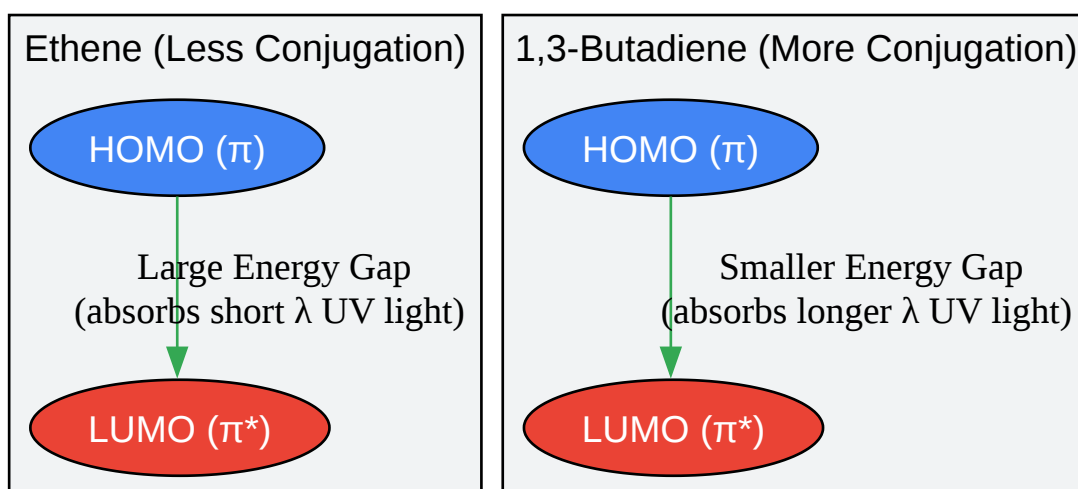 Ethene (Less Conjugation)
HOMO (π)
Large Energy Gap
(absorbs short λ UV light)
LUMO (π*)
1,3-Butadiene (More Conjugation)
HOMO (π)
Smaller Energy Gap
(absorbs longer λ UV light)
LUMO (π*)